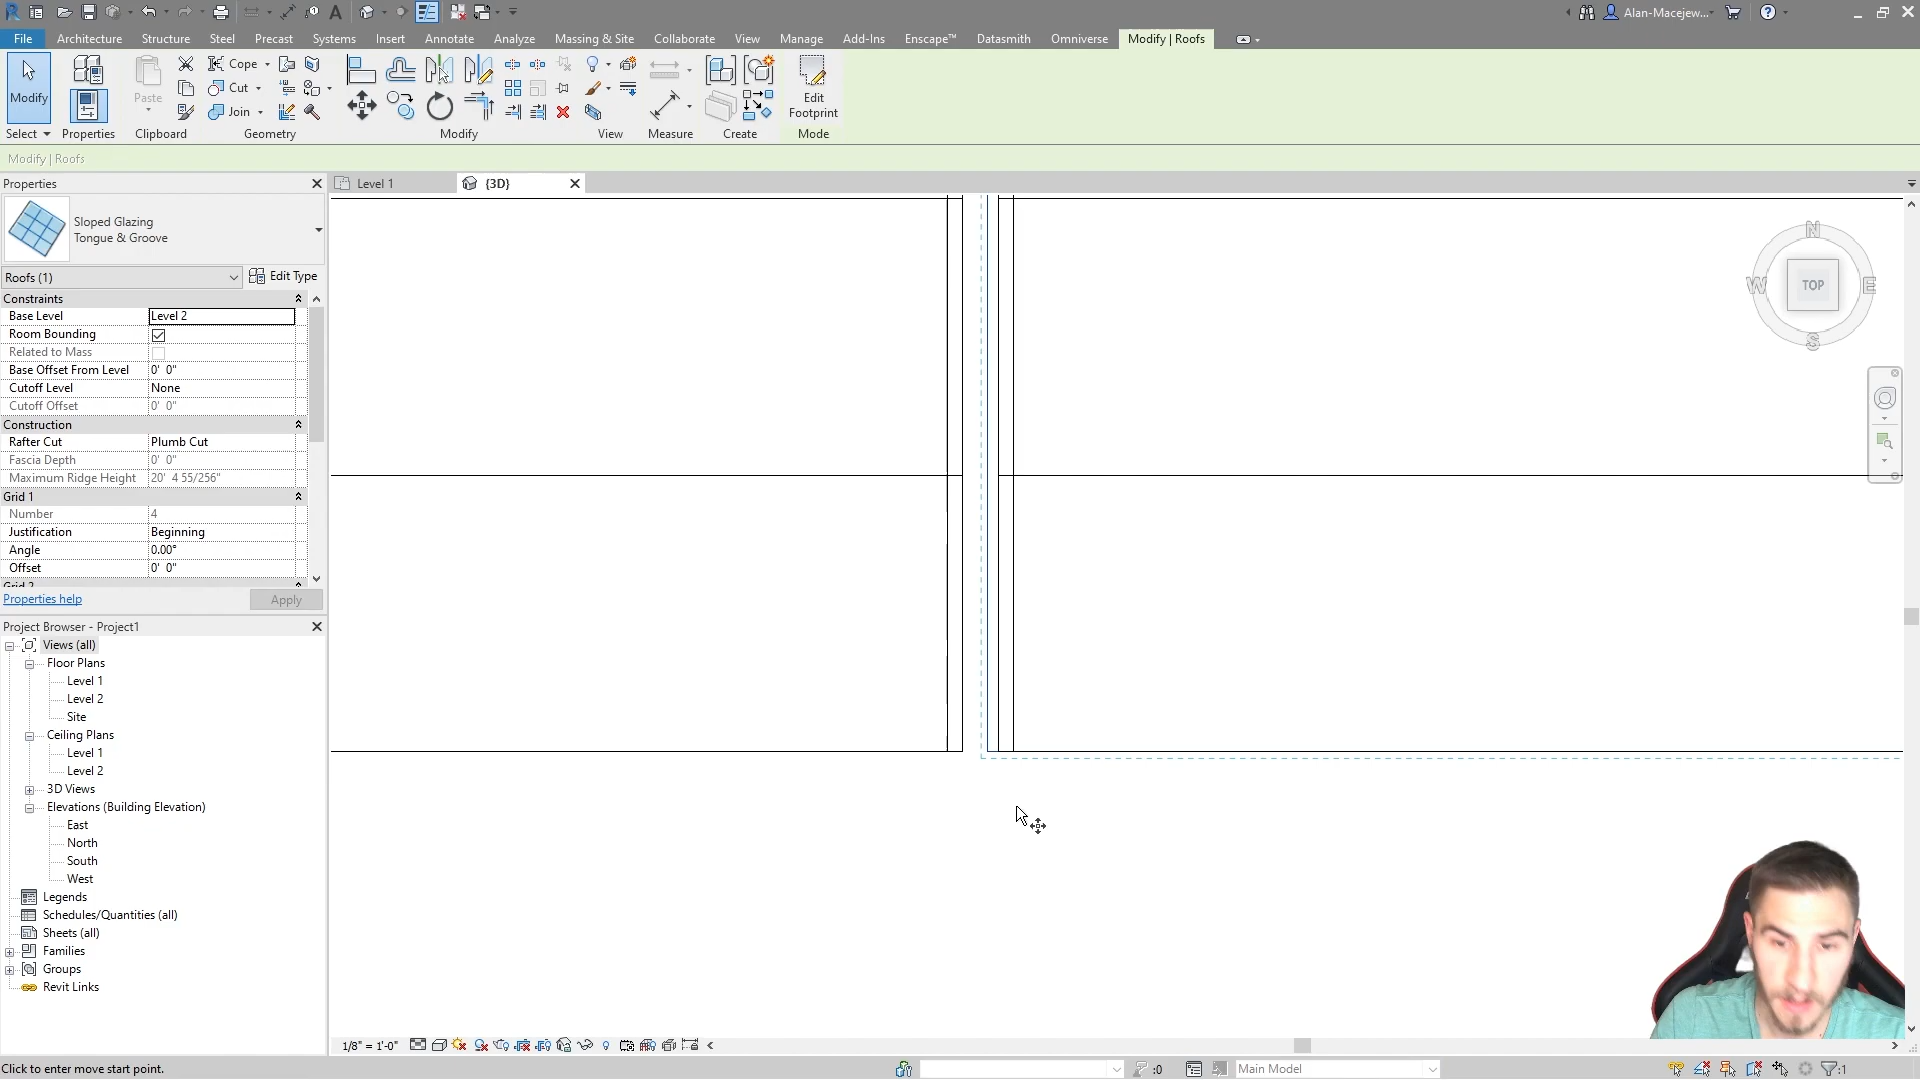 Alan-Macejew...
File Architecture Structure Steel Precast Systems Insert Annotate Analyze Massing & Site Collaborate View Manage Add-Ins Enscape™ Datasmith Omniverse Modify | Roofs
Modify
Paste
Cope
Cut
Join
Edit
Footprint
Select Properties Clipboard Geometry Modify View Measure Create Mode
Modify | Roofs
Properties
Level 1
{3D}
Sloped Glazing
Tongue & Groove
Roofs (1)
Edit Type
Constraints
Base Level Level 2
Room Bounding
Related to Mass
Base Offset From Level 0' 0"
Cutoff Level None
Cutoff Offset 0' 0"
Construction
Rafter Cut Plumb Cut
Fascia Depth 0' 0"
Maximum Ridge Height 20' 4 55/256"
Grid 1
Number 4
Justification Beginning
Angle 0.00°
Offset 0' 0"
Grid 2
Properties help
Apply
N
W
TOP
E
S
Project Browser - Project1
Views (all)
Floor Plans
Level 1
Level 2
Site
Ceiling Plans
Level 1
Level 2
3D Views
Elevations (Building Elevation)
East
North
South
West
Legends
Schedules/Quantities (all)
Sheets (all)
Families
Groups
Revit Links
1/8" = 1'-0"
Click to enter move start point.
:0
Main Model
:1